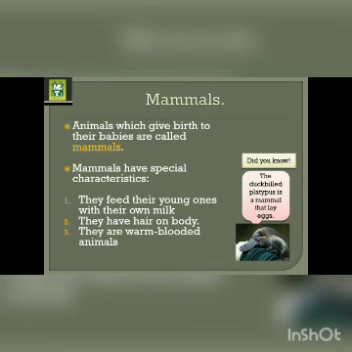 Mammals.
Animals which give birth to
their babies are called
mammals.
Mammals have special
characteristics:
1. They feed their young ones
with their own milk
2. They have hair on body.
3. They are warm-blooded
animals
Did you know!
The
duckbilled
platypus is
a mammal
that lay
eggs.
InShOt